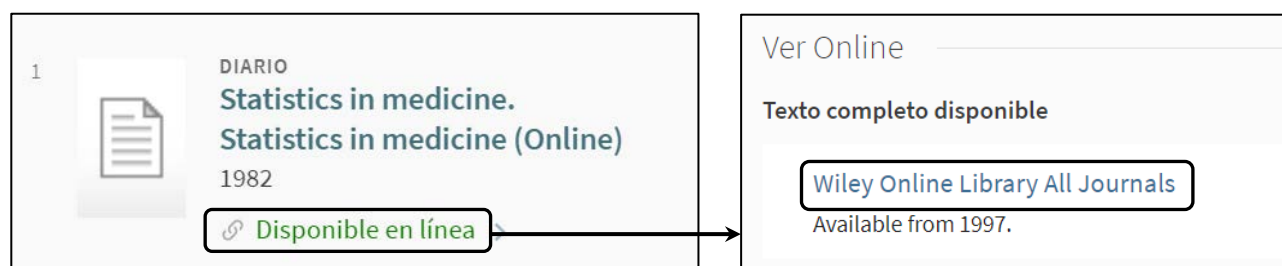 1
DIARIO
Statistics in medicine.
Statistics in medicine (Online)
1982
Disponible en línea
Ver Online
Texto completo disponible
Wiley Online Library All Journals
Available from 1997.